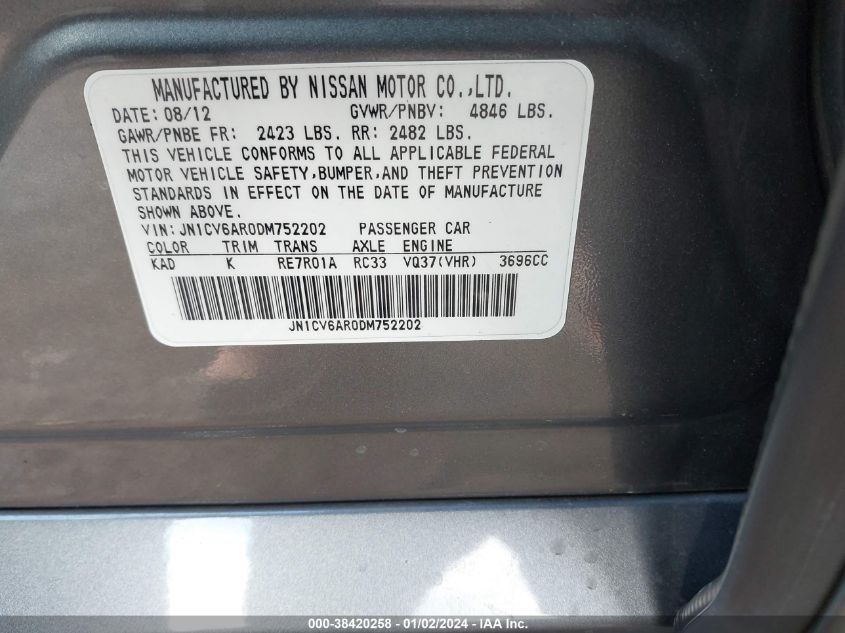 MANUFACTURED BY NISSAN MOTOR CO.,LTD.
DATE: 08/12 GVWR/PNBV: 4846 LBS.
GAWR/PNBE FR: 2423 LBS. RR: 2482 LBS.
THIS VEHICLE CONFORMS TO ALL APPLICABLE FEDERAL
MOTOR VEHICLE SAFETY,BUMPER,AND THEFT PREVENTION
STANDARDS IN EFFECT ON THE DATE OF MANUFACTURE
SHOWN ABOVE.
VIN:JN1CV6AR0DM752202 PASSENGER CAR
COLOR TRIM TRANS AXLE ENGINE
KAD K RE7R01A RC33 VQ37(VHR) 3696CC
JN1CV6AR0DM752202
000-38420258 - 01/02/2024 - IAA Inc.